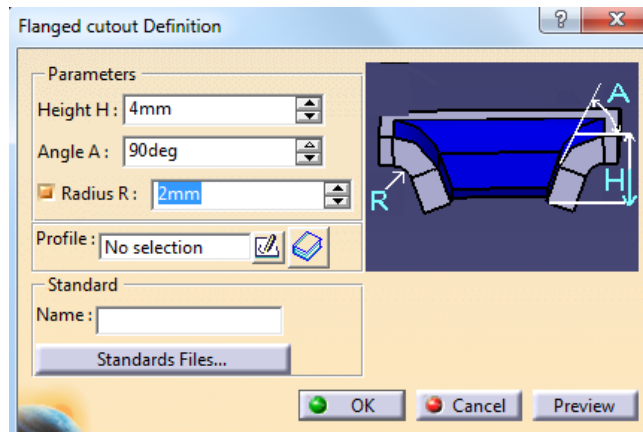 Flanged cutout Definition
Parameters
Height H : 4mm
Angle A : 90deg
Radius R : 2mm
Profile : No selection
Standard
Name :
Standards Files...
A
H
R
OK Cancel Preview